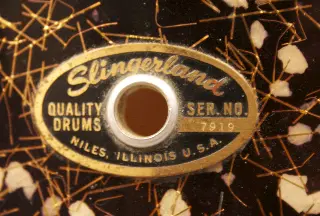 Slingerland
QUALITY DRUMS
SER. NO. 7919
NILES, ILLINOIS U.S.A.